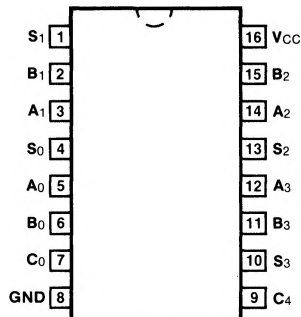 S1 1 16 VCC
B1 2 15 B2
A1 3 14 A2
S0 4 13 S2
A0 5 12 A3
B0 6 11 B3
C0 7 10 S3
GND 8 9 C4